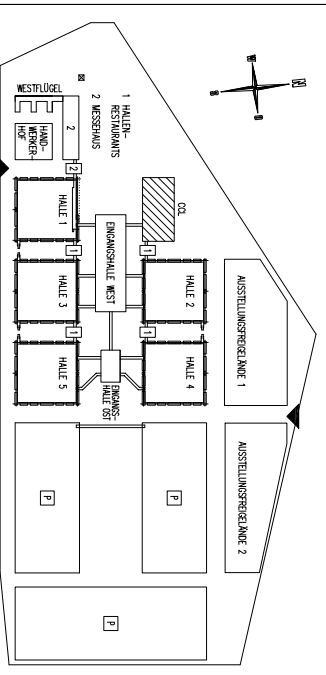 N
W
O
S
WESTFLÜGEL
2
HAND-
WERKER-
HOF
1 HALLEN-
RESTAURANTS
2 MESSEHAUS
2
HALLE 1
1
HALLE 3
1
HALLE 5
CCL
EINGANGSHALLE WEST
1
HALLE 2
1
HALLE 4
EINGANGS-
HALLE OST
AUSSTELLUNGSFREIGELÄNDE 1
AUSSTELLUNGSFREIGELÄNDE 2
P
P
P